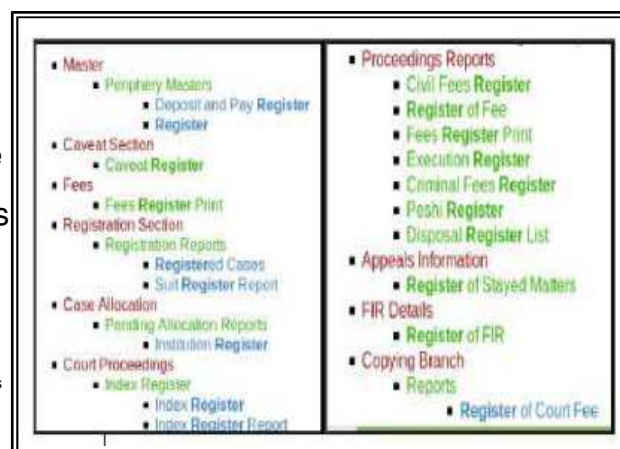 Master
Periphery Masters
Deposit and Pay Register
Register
Caveat Section
Caveat Register
Fees
Fees Register Print
Registration Section
Registration Reports
Registered Cases
Suit Register Report
Case Allocation
Pending Allocation Reports
Institution Register
Court Proceedings
Index Register
Index Register
Index Register Report
Proceedings Reports
Civil Fees Register
Register of Fee
Fees Register Print
Execution Register
Criminal Fees Register
Peshi Register
Disposal Register List
Appeals Information
Register of Stayed Matters
FIR Details
Register of FIR
Copying Branch
Reports
Register of Court Fee